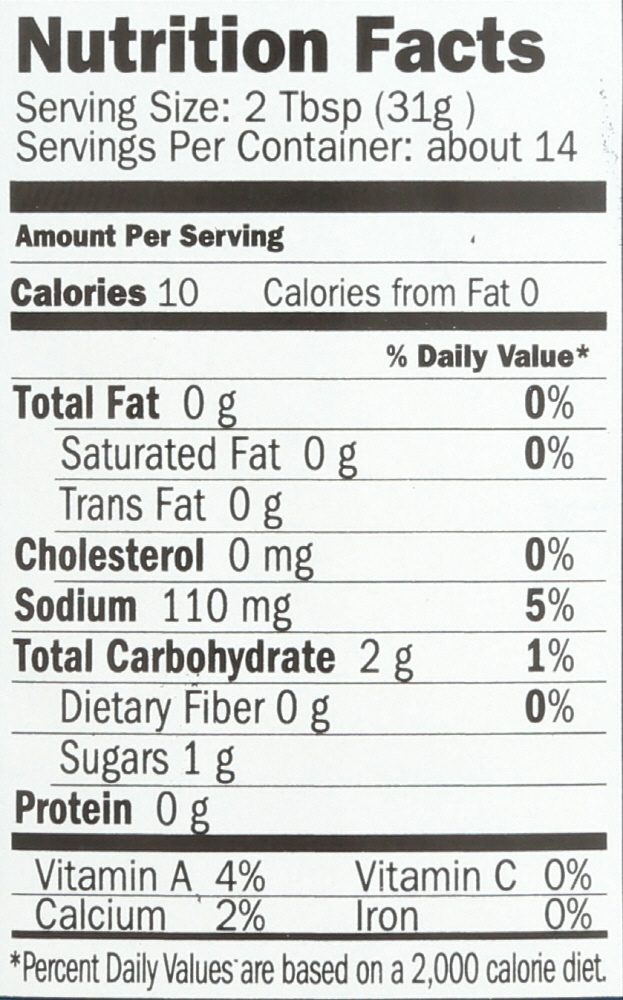 Nutrition Facts
Serving Size: 2 Tbsp (31g )
Servings Per Container: about 14
Amount Per Serving
Calories 10 Calories from Fat 0
% Daily Value*
Total Fat 0 g 0%
Saturated Fat 0 g 0%
Trans Fat 0 g
Cholesterol 0 mg 0%
Sodium 110 mg 5%
Total Carbohydrate 2 g 1%
Dietary Fiber 0 g 0%
Sugars 1 g
Protein 0 g
Vitamin A 4% Vitamin C 0%
Calcium 2% Iron 0%
*Percent Daily Values are based on a 2,000 calorie diet.